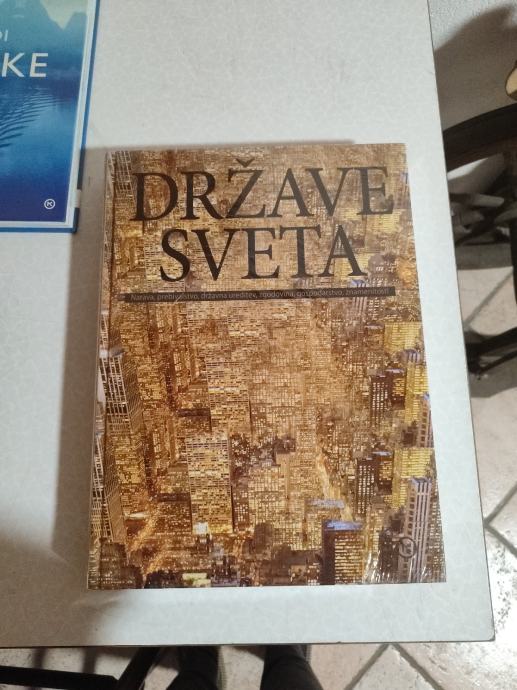 KE
DRŽAVE
SVETA
Narava, prebivalstvo, državna ureditev, zgodovina, gospodarstvo, znamenitosti